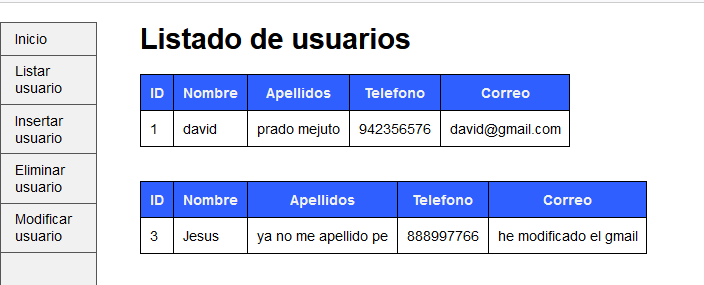 Inicio
Listar
usuario
Insertar
usuario
Eliminar
usuario
Modificar
usuario
Listado de usuarios
ID Nombre Apellidos Telefono Correo
1 david prado mejuto 942356576 david@gmail.com
ID Nombre Apellidos Telefono Correo
3 Jesus ya no me apellido pe 888997766 he modificado el gmail